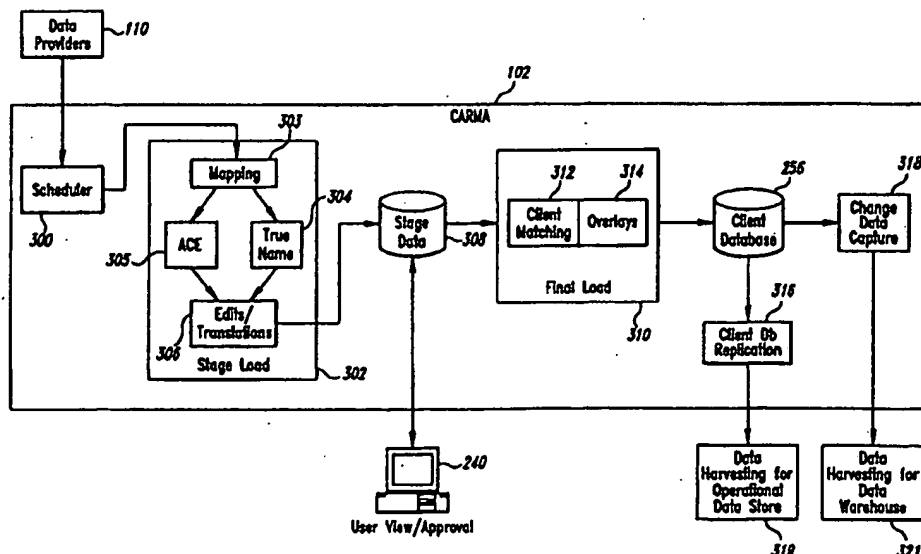 Data
Providers
110
102
CARMA
303
Mapping
Scheduler
300
304
ACE
305
True
Name
Edits/
Translations
306
Stage Load
302
Stage
Data
308
312
314
Client
Matching
Overlays
Final Load
310
256
Client
Database
318
Change
Data
Capture
316
Client Db
Replication
240
User View/Approval
Data
Harvesting for
Operational
Data Store
319
Data
Harvesting for
Data
Warehouse
321